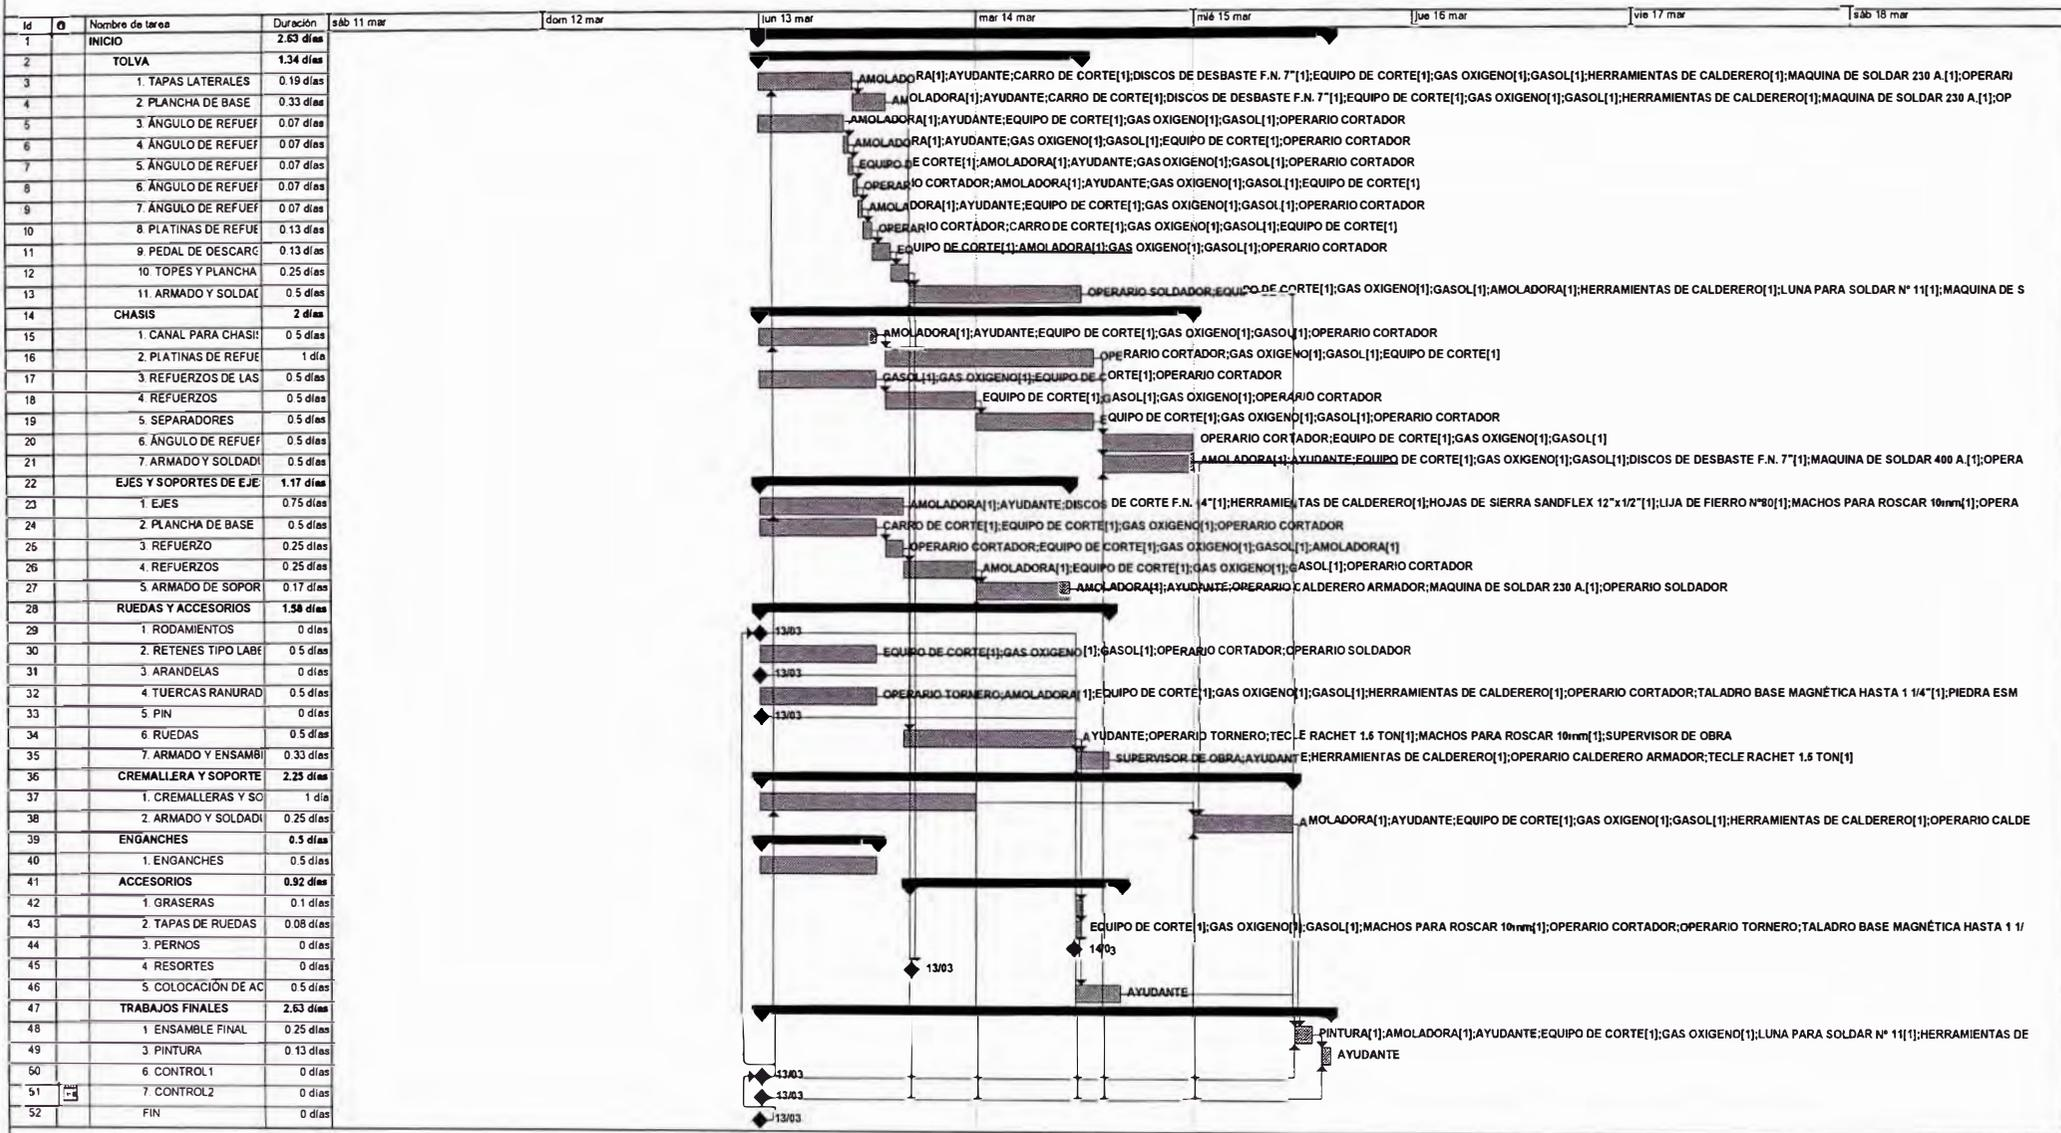 Id Nombre de tarea Duración sáb 11 mar dom 12 mar lun 13 mar mar 14 mar mié 15 mar jue 16 mar vie 17 mar sáb 18 mar
1 INICIO 2.63 días
2 TOLVA 1.34 días
3 1. TAPAS LATERALES 0.19 días AMOLADORA[1];AYUDANTE;CARRO DE CORTE[1];DISCOS DE DESBASTE F.N. 7"[1];EQUIPO DE CORTE[1];GAS OXIGENO[1];GASOL[1];HERRAMIENTAS DE CALDERERO[1];MAQUINA DE SOLDAR 230 A.[1];OPERARI
4 2 PLANCHA DE BASE 0.33 días AMOLADORA[1];AYUDANTE;CARRO DE CORTE[1];DISCOS DE DESBASTE F.N. 7"[1];EQUIPO DE CORTE[1];GAS OXIGENO[1];GASOL[1];HERRAMIENTAS DE CALDERERO[1];MAQUINA DE SOLDAR 230 A.[1];OP
5 3. ÁNGULO DE REFUEF 0.07 días AMOLADORA[1];AYUDANTE;EQUIPO DE CORTE[1];GAS OXIGENO[1];GASOL[1];OPERARIO CORTADOR
6 4. ÁNGULO DE REFUEF 0.07 días AMOLADORA[1];AYUDANTE;GAS OXIGENO[1];GASOL[1];EQUIPO DE CORTE[1];OPERARIO CORTADOR
7 5. ÁNGULO DE REFUEF 0.07 días EQUIPO DE CORTE[1];AMOLADORA[1];AYUDANTE;GAS OXIGENO[1];GASOL[1];OPERARIO CORTADOR
8 6. ÁNGULO DE REFUEF 0.07 días OPERARIO CORTADOR;AMOLADORA[1];AYUDANTE;GAS OXIGENO[1];GASOL[1];EQUIPO DE CORTE[1]
9 7. ÁNGULO DE REFUEF 0.07 días AMOLADORA[1];AYUDANTE;EQUIPO DE CORTE[1];GAS OXIGENO[1];GASOL[1];OPERARIO CORTADOR
10 8. PLATINAS DE REFUE 0.13 días OPERARIO CORTADOR;CARRO DE CORTE[1];GAS OXIGENO[1];GASOL[1];EQUIPO DE CORTE[1]
11 9. PEDAL DE DESCARG 0.13 días EQUIPO DE CORTE[1];AMOLADORA[1];GAS OXIGENO[1];GASOL[1];OPERARIO CORTADOR
12 10. TOPES Y PLANCHA 0.25 días
13 11. ARMADO Y SOLDAD 0.5 días OPERARIO SOLDADOR;EQUIPO DE CORTE[1];GAS OXIGENO[1];GASOL[1];AMOLADORA[1];HERRAMIENTAS DE CALDERERO[1];LUNA PARA SOLDAR Nº 11[1];MAQUINA DE S
14 CHASIS 2 días
15 1. CANAL PARA CHASI 0.5 días AMOLADORA[1];AYUDANTE;EQUIPO DE CORTE[1];GAS OXIGENO[1];GASOL[1];OPERARIO CORTADOR
16 2. PLATINAS DE REFUE 1 día OPERARIO CORTADOR;GAS OXIGENO[1];GASOL[1];EQUIPO DE CORTE[1]
17 3. REFUERZOS DE LAS 0.5 días GASOL[1];GAS OXIGENO[1];EQUIPO DE CORTE[1];OPERARIO CORTADOR
18 4. REFUERZOS 0.5 días EQUIPO DE CORTE[1];GASOL[1];GAS OXIGENO[1];OPERARIO CORTADOR
19 5. SEPARADORES 0.5 días EQUIPO DE CORTE[1];GAS OXIGENO[1];GASOL[1];OPERARIO CORTADOR
20 6. ÁNGULO DE REFUEF 0.5 días OPERARIO CORTADOR;EQUIPO DE CORTE[1];GAS OXIGENO[1];GASOL[1]
21 7. ARMADO Y SOLDADU 0.5 días AMOLADORA[1];AYUDANTE;EQUIPO DE CORTE[1];GAS OXIGENO[1];GASOL[1];DISCOS DE DESBASTE F.N. 7"[1];MAQUINA DE SOLDAR 400 A.[1];OPERA
22 EJES Y SOPORTES DE EJE 1.17 días
23 1. EJES 0.75 días AMOLADORA[1];AYUDANTE;DISCOS DE CORTE F.N. 14"[1];HERRAMIENTAS DE CALDERERO[1];HOJAS DE SIERRA SANDFLEX 12"x1/2"[1];LIJA DE FIERRO Nº80[1];MACHOS PARA ROSCAR 10mm[1];OPERA
24 2. PLANCHA DE BASE 0.5 días CARRO DE CORTE[1];EQUIPO DE CORTE[1];GAS OXIGENO[1];OPERARIO CORTADOR
25 3. REFUERZO 0.25 días OPERARIO CORTADOR;EQUIPO DE CORTE[1];GAS OXIGENO[1];GASOL[1];AMOLADORA[1]
26 4. REFUERZOS 0.25 días AMOLADORA[1];EQUIPO DE CORTE[1];GAS OXIGENO[1];GASOL[1];OPERARIO CORTADOR
27 5. ARMADO DE SOPOR 0.17 días AMOLADORA[1];AYUDANTE;OPERARIO CALDERERO ARMADOR;MAQUINA DE SOLDAR 230 A.[1];OPERARIO SOLDADOR
28 RUEDAS Y ACCESORIOS 1.58 días
29 1. RODAMIENTOS 0 días 13/03
30 2. RETENES TIPO LABE 0.5 días EQUIPO DE CORTE[1];GAS OXIGENO[1];GASOL[1];OPERARIO CORTADOR;OPERARIO SOLDADOR
31 3. ARANDELAS 0 días 13/03
32 4. TUERCAS RANURAD 0.5 días OPERARIO TORNERO;AMOLADORA[1];EQUIPO DE CORTE[1];GAS OXIGENO[1];GASOL[1];HERRAMIENTAS DE CALDERERO[1];OPERARIO CORTADOR;TALADRO BASE MAGNÉTICA HASTA 1 1/4"[1];PIEDRA ESM
33 5. PIN 0 días 13/03
34 6. RUEDAS 0.5 días AYUDANTE;OPERARIO TORNERO;TECLE RACHET 1.5 TON[1];MACHOS PARA ROSCAR 10mm[1];SUPERVISOR DE OBRA
35 7. ARMADO Y ENSAMBI 0.33 días SUPERVISOR DE OBRA;AYUDANTE;HERRAMIENTAS DE CALDERERO[1];OPERARIO CALDERERO ARMADOR;TECLE RACHET 1.5 TON[1]
36 CREMALLERA Y SOPORTE 2.25 días
37 1. CREMALLERAS Y SO 1 día
38 2. ARMADO Y SOLDADU 0.25 días AMOLADORA[1];AYUDANTE;EQUIPO DE CORTE[1];GAS OXIGENO[1];GASOL[1];HERRAMIENTAS DE CALDERERO[1];OPERARIO CALDE
39 ENGANCHES 0.5 días
40 1. ENGANCHES 0.5 días
41 ACCESORIOS 0.92 días
42 1. GRASERAS 0.1 días
43 2. TAPAS DE RUEDAS 0.08 días EQUIPO DE CORTE[1];GAS OXIGENO[1];GASOL[1];MACHOS PARA ROSCAR 10mm[1];OPERARIO CORTADOR;OPERARIO TORNERO;TALADRO BASE MAGNÉTICA HASTA 1 1/
44 3. PERNOS 0 días 14/03
45 4 RESORTES 0 días 13/03
46 5. COLOCACIÓN DE AC 0.5 días AYUDANTE
47 TRABAJOS FINALES 2.63 días
48 1 ENSAMBLE FINAL 0.25 días PINTURA[1];AMOLADORA[1];AYUDANTE;EQUIPO DE CORTE[1];GAS OXIGENO[1];LUNA PARA SOLDAR Nº 11[1];HERRAMIENTAS DE
49 3. PINTURA 0.13 días AYUDANTE
50 6. CONTROL1 0 días 13/03
51 7. CONTROL2 0 días 13/03
52 FIN 0 días 13/03